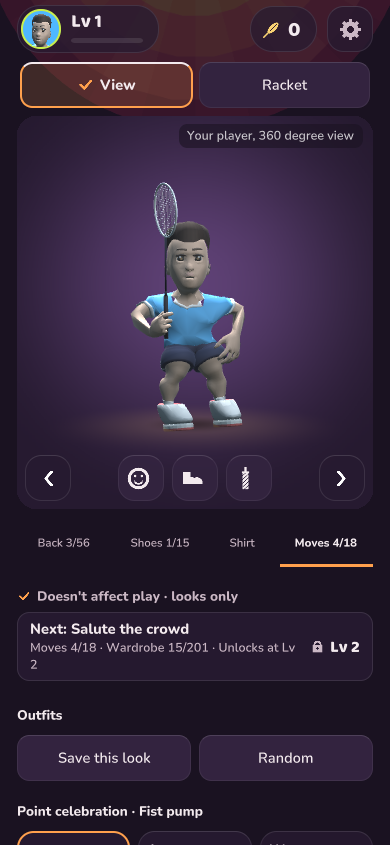 Lv 1
0
View
Racket
Your player, 360 degree view
Back 3/56
Shoes 1/15
Shirt
Moves 4/18
Doesn't affect play · looks only
Next: Salute the crowd
Moves 4/18 · Wardrobe 15/201 · Unlocks at Lv
2
Lv 2
Outfits
Save this look
Random
Point celebration · Fist pump